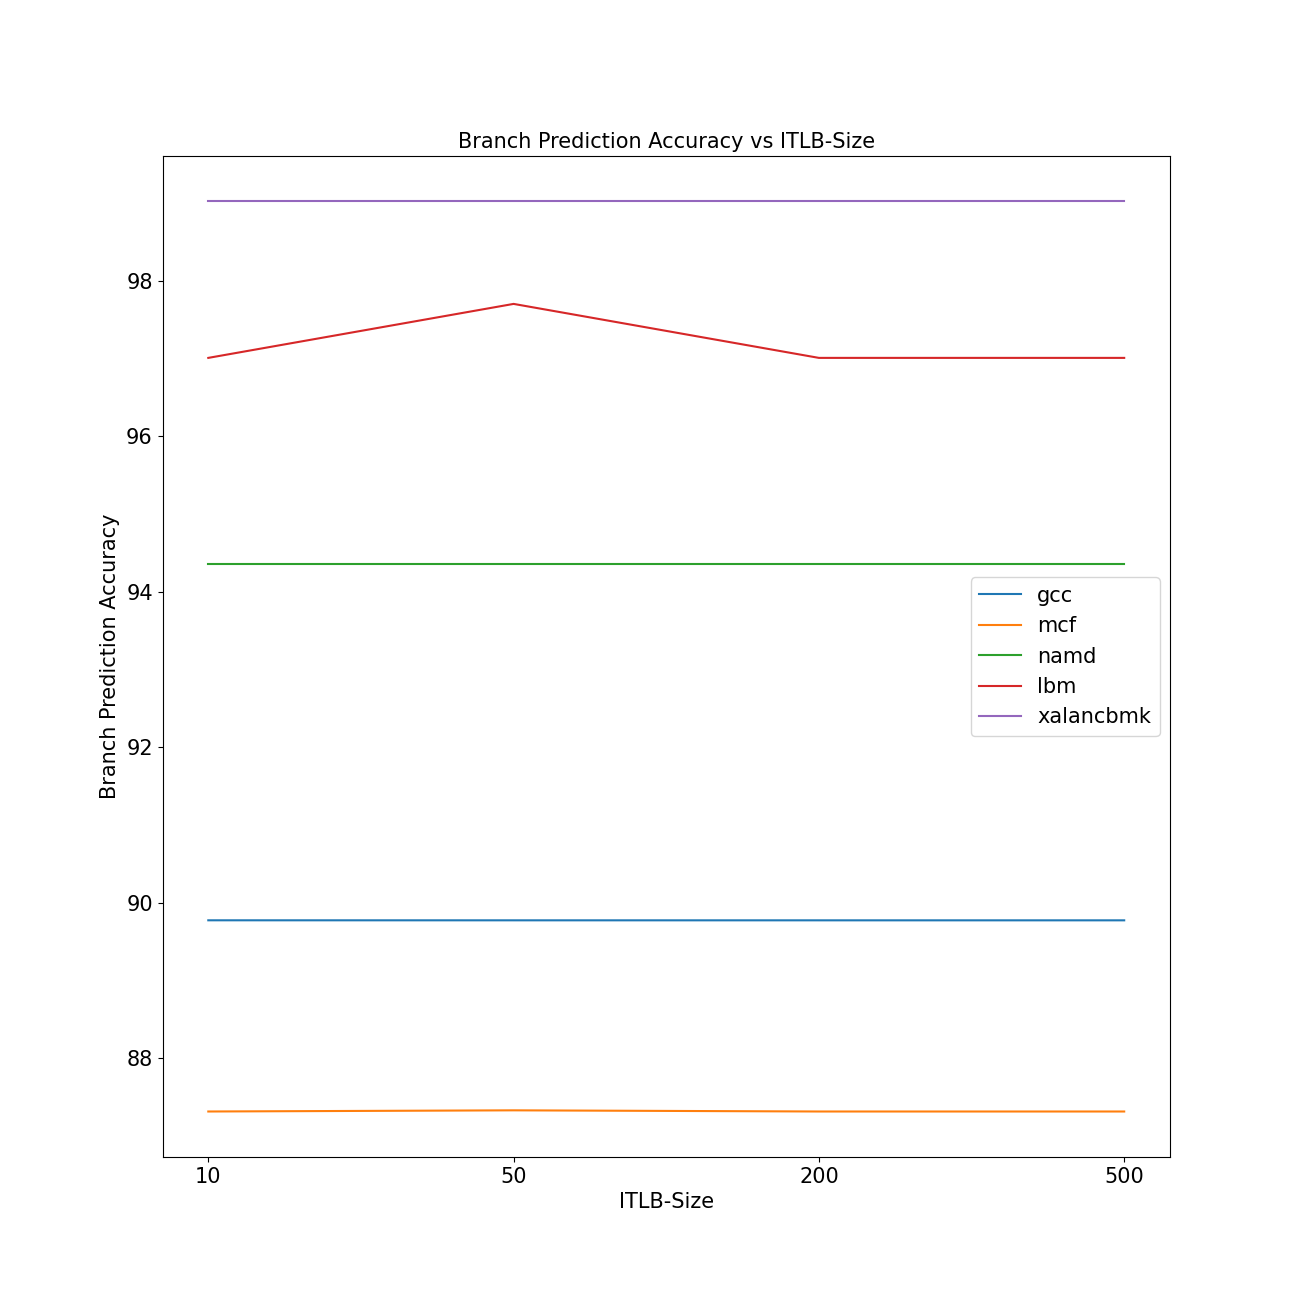 Branch Prediction Accuracy vs ITLB-Size
98
96
94
92
90
88
Branch Prediction Accuracy
gcc
mcf
namd
lbm
xalancbmk
10 50 200 500
ITLB-Size